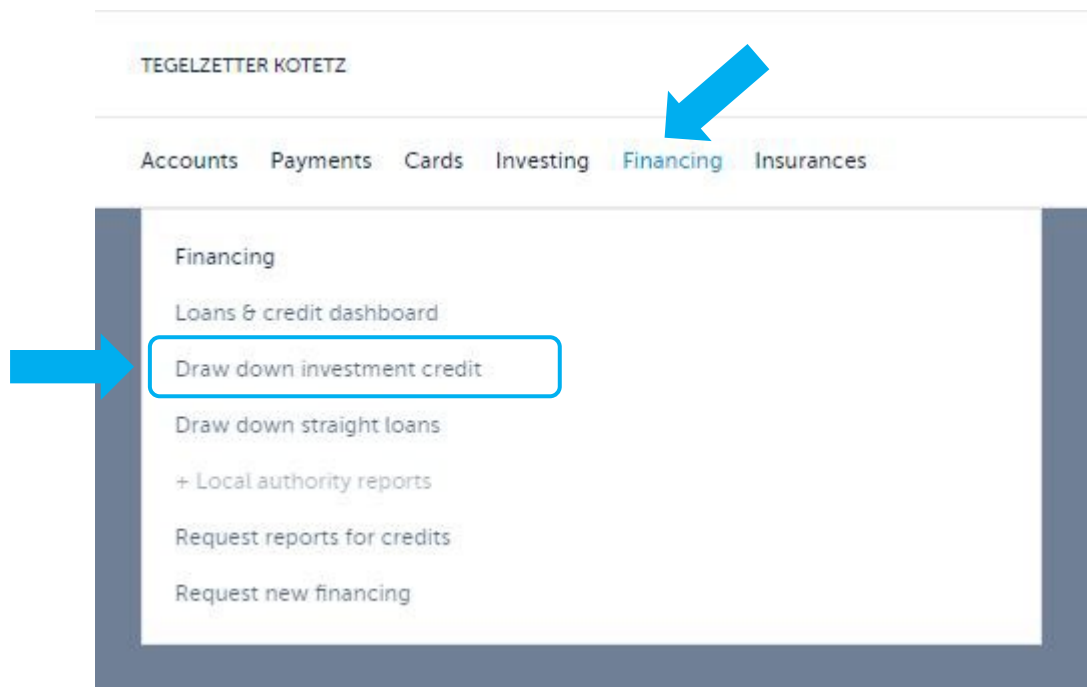 TEGELZETTER KOTETZ
Accounts Payments Cards Investing Financing Insurances
Financing
Loans & credit dashboard
Draw down investment credit
Draw down straight loans
+ Local authority reports
Request reports for credits
Request new financing